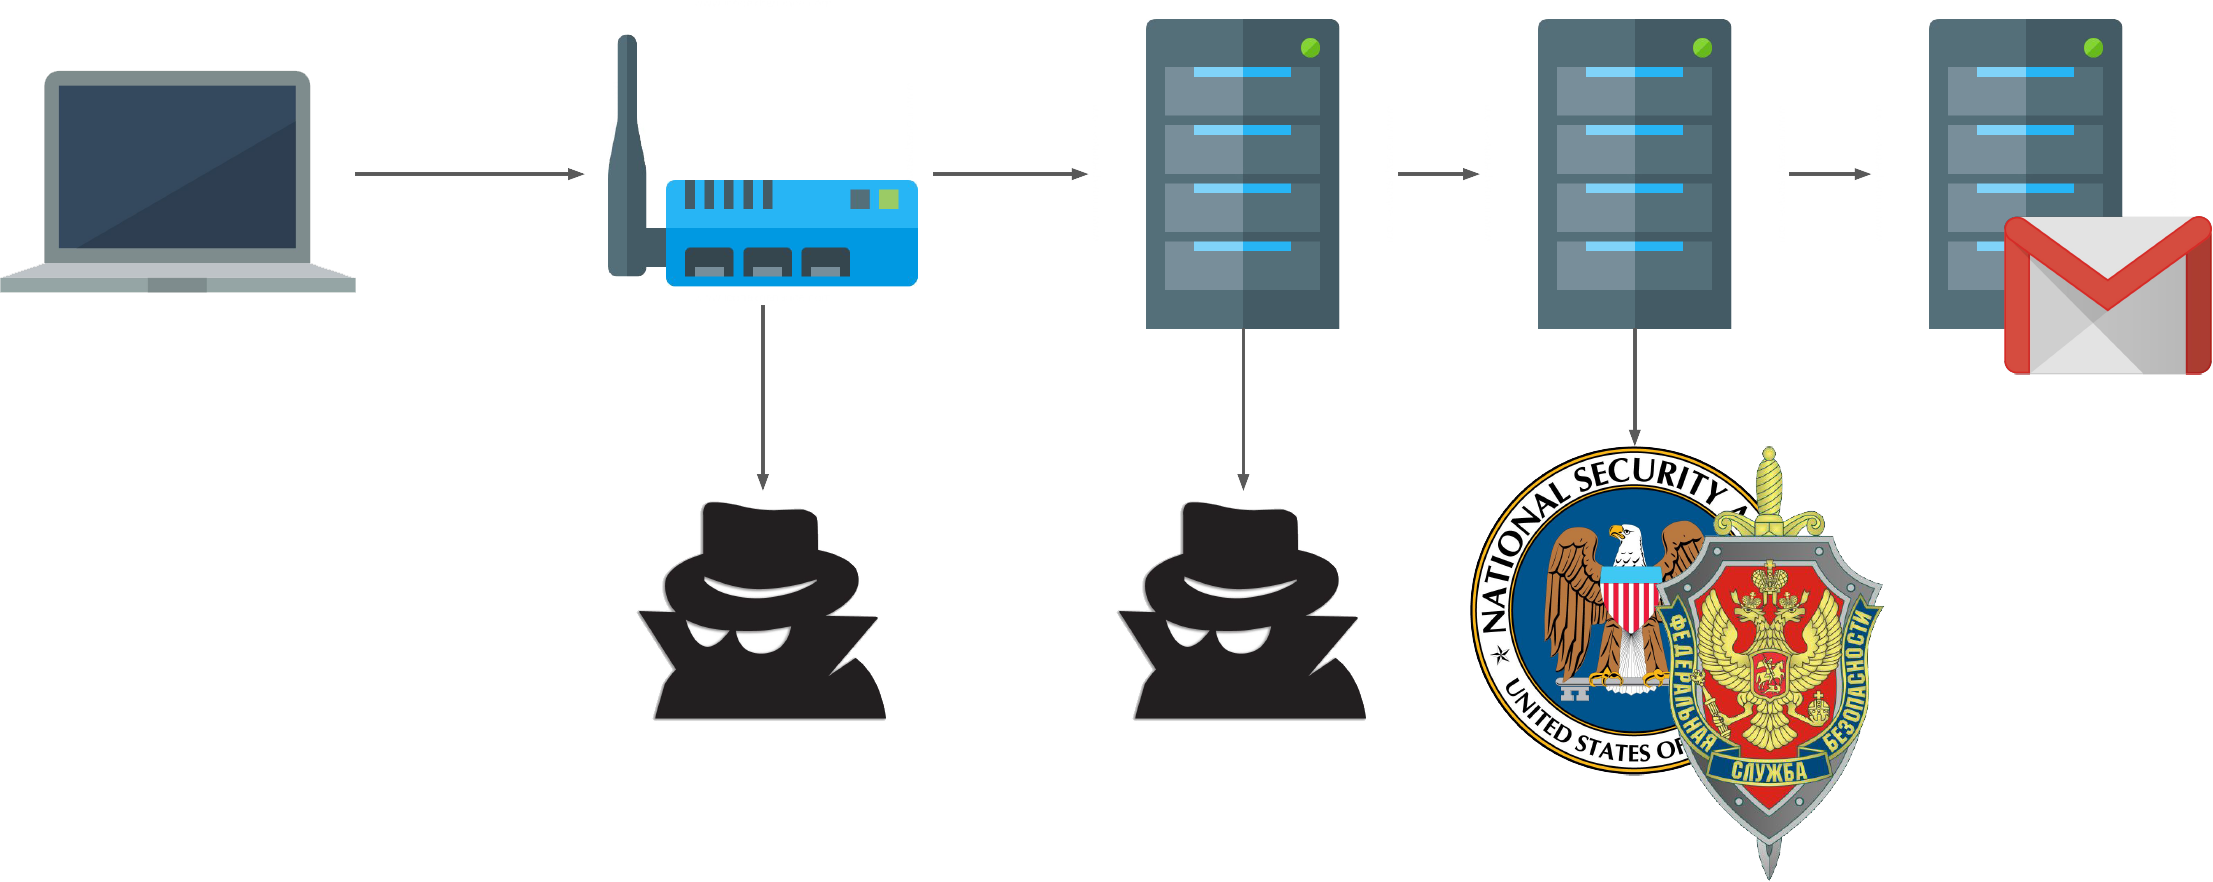 NATIONAL SECURITY A
UNITED STATES OF
ФЕДЕРАЛЬНАЯ
СЛУЖБА
БЕЗОПАСНОСТИ